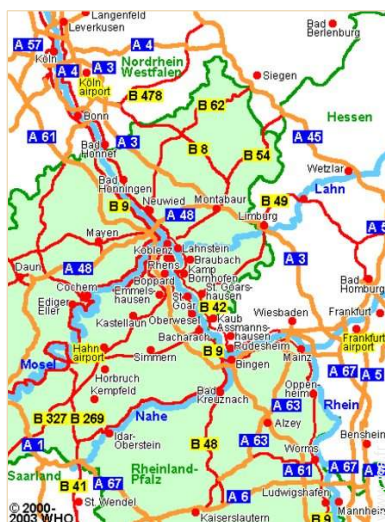 Langenfeld
Leverkusen
Bad
Berlenburg
A 57
A 4
Köln
A 4
A 3
Nordrhein
Westfalen
Köln
airport
Siegen
B 478
B 62
Hessen
Bonn
A 61
A 3
B 8
A 45
Bad
Honnef
B 54
Wetzlar
Bad
Hönningen
Lahn
Neuwied
Montabaur
B 49
B 9
A 48
Limburg
Mayen
Koblenz
Lahnstein
A 5
Daun
A 48
Rhens
Braubach
A 3
Boppard
Kamp
Bornhofen
Bad
Homburg
Cochem
Emmels-
hausen
St.
Goar
St. Goars-
hausen
Ediger
Eller
B 42
Wiesbaden
Frankfurt
Kastellaun
Oberwesel
Kaub
Assmanns-
hausen
Frankfurt
airport
Bacharach
Rüdesheim
Mosel
Hahn
airport
Simmern
B 9
Mainz
Bingen
A 67
A 5
Horbruch
Kempfeld
Bad
Kreuznach
Oppen-
heim
Rhein
B 327
B 269
Nahe
A 63
Alzey
Bensheim
A 1
Idar-
Oberstein
B 48
A 63
Worms
A 67
Saarland
Rheinland-
Pfalz
A 61
A 67
A 5
B 41
A 67
St. Wendel
A 6
Ludwigshafen
Mannheim
© 2000-
2003 WHO
Kaiserslautern
B 9